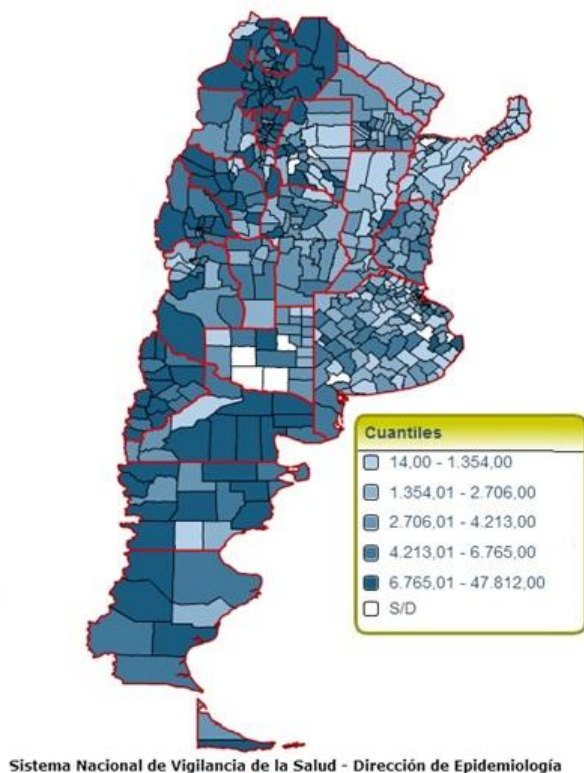 Cuantiles
14,00 - 1.354,00
1.354,01 - 2.706,00
2.706,01 - 4.213,00
4.213,01 - 6.765,00
6.765,01 - 47.812,00
S/D
Sistema Nacional de Vigilancia de la Salud - Dirección de Epidemiología